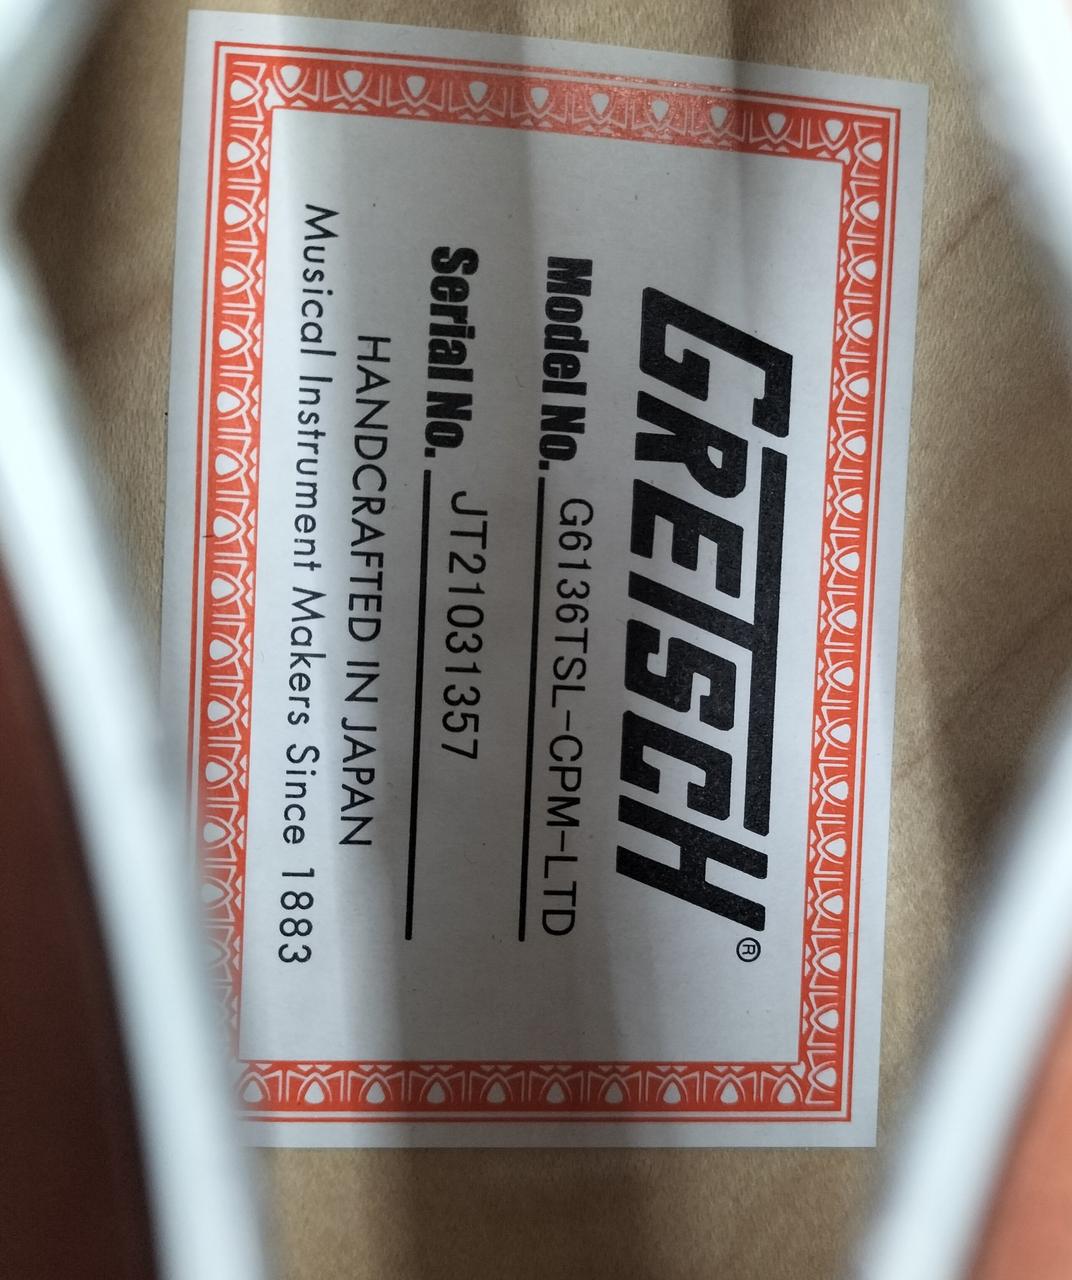 GRETSCH®
Model No. G6136TSL-CPM-LTD
Serial No. JT21031357
HANDCRAFTED IN JAPAN
Musical Instrument Makers Since 1883